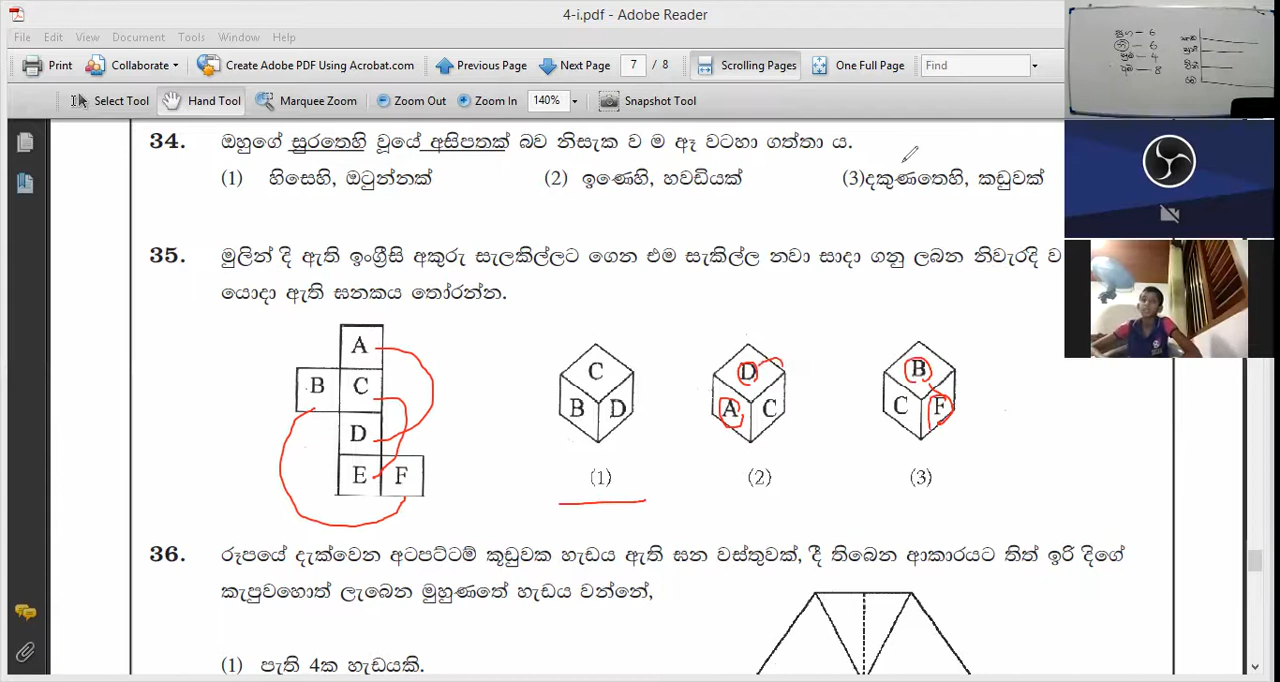 4-i.pdf - Adobe Reader
File Edit View Document Tools Window Help
Print Collaborate Create Adobe PDF Using Acrobat.com Previous Page Next Page 7 / 8 Scrolling Pages One Full Page Find
Select Tool Hand Tool Marquee Zoom Zoom Out Zoom In 140% Snapshot Tool
34. ඔහුගේ සුරතෙහි වූයේ අසිපතක් බව නිසැක ව ම ඈ වටහා ගත්තා ය.
(1) හිසෙහි, ඔටුන්නක් (2) ඉණෙහි, හවඩියක් (3)දකුණතෙහි, කඩුවක්
35. මුලින් දි ඇති ඉංග්‍රීසි අකුරු සැලකිල්ලට ගෙන එම සැකිල්ල නවා සාදා ගනු ලබන නිවැරදි ව
යොදා ඇති ඝනකය තෝරන්න.
A
B C
D
E F
C
B D
(1)
D
A C
(2)
B
C F
(3)
36. රූපයේ දැක්වෙන අටපට්ටම් කූඩුවක හැඩය ඇති ඝන වස්තුවක්, දී තිබෙන ආකාරයට තිත් ඉරි දිගේ
කැපුවහොත් ලැබෙන මුහුණතේ හැඩය වන්නේ,
(1) පැති 4ක හැඩයකි.